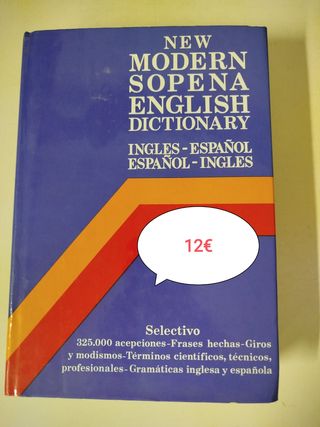 NEW
MODERN
SOPENA
ENGLISH
DICTIONARY
INGLES-ESPAÑOL
ESPAÑOL-INGLES
12€
Selectivo
325.000 acepciones-Frases hechas-Giros
y modismos-Términos científicos, técnicos,
profesionales-Gramáticas inglesa y española